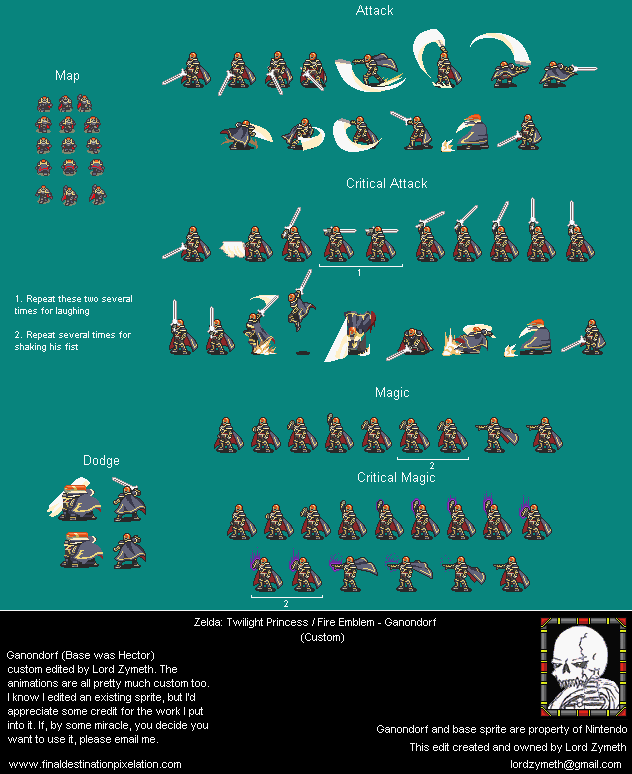 Attack
Map
Critical Attack
1
1. Repeat these two several
times for laughing
2. Repeat several times for
shaking his fist
Magic
2
Dodge
Critical Magic
2
Zelda: Twilight Princess / Fire Emblem - Ganondorf
(Custom)
Ganondorf (Base was Hector)
custom edited by Lord Zymeth. The
animations are all pretty much custom too.
I know I edited an existing sprite, but I'd
appreciate some credit for the work I put
into it. If, by some miracle, you decide you
want to use it, please email me.
www.finaldestinationpixelation.com
Ganondorf and base sprite are property of Nintendo
This edit created and owned by Lord Zymeth
lordzymeth@gmail.com